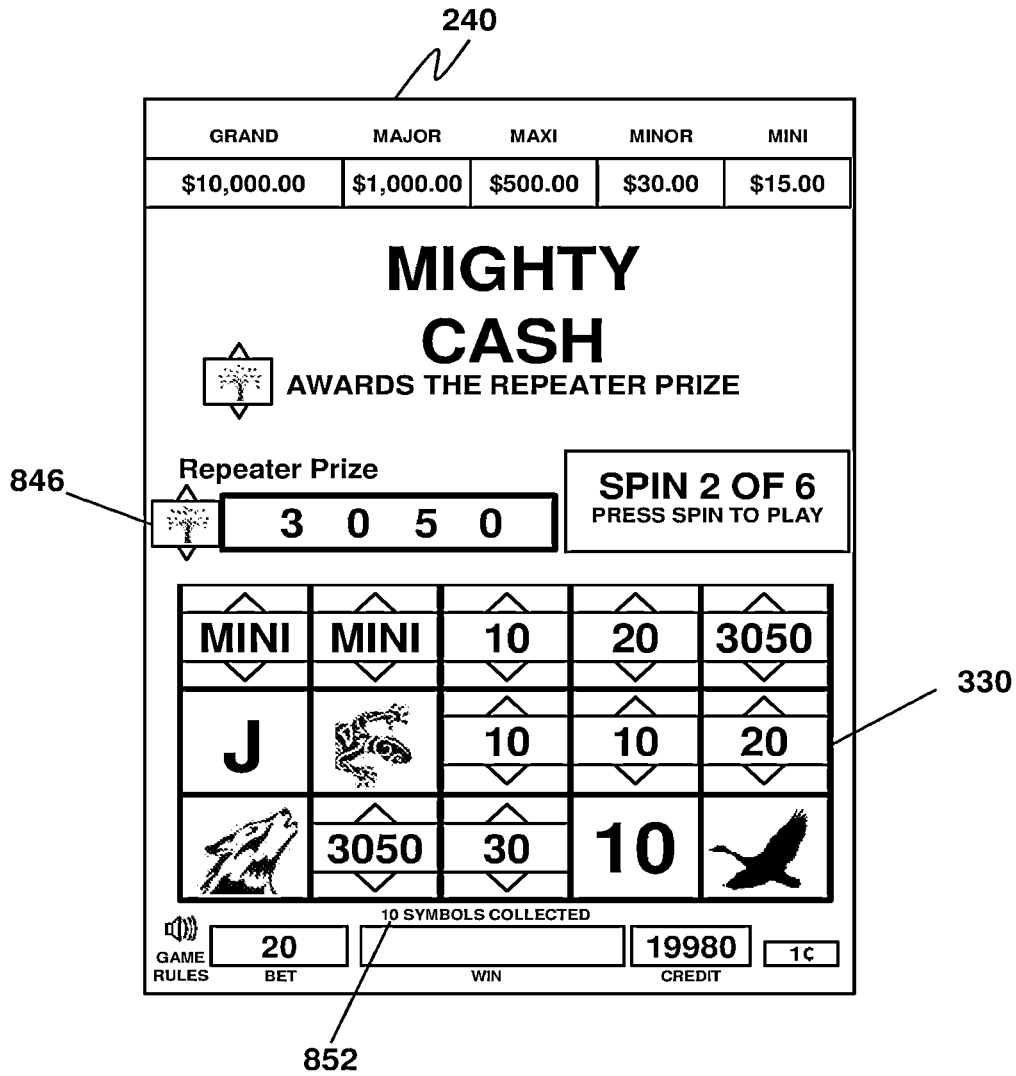 240
GRAND MAJOR MAXI MINOR MINI
$10,000.00 $1,000.00 $500.00 $30.00 $15.00
MIGHTY
CASH
AWARDS THE REPEATER PRIZE
846
Repeater Prize
3 0 5 0
SPIN 2 OF 6
PRESS SPIN TO PLAY
MINI MINI 10 20 3050
330
J 10 10 20
3050 30 10
10 SYMBOLS COLLECTED
GAME
RULES
20
BET
WIN
19980
CREDIT
1¢
852